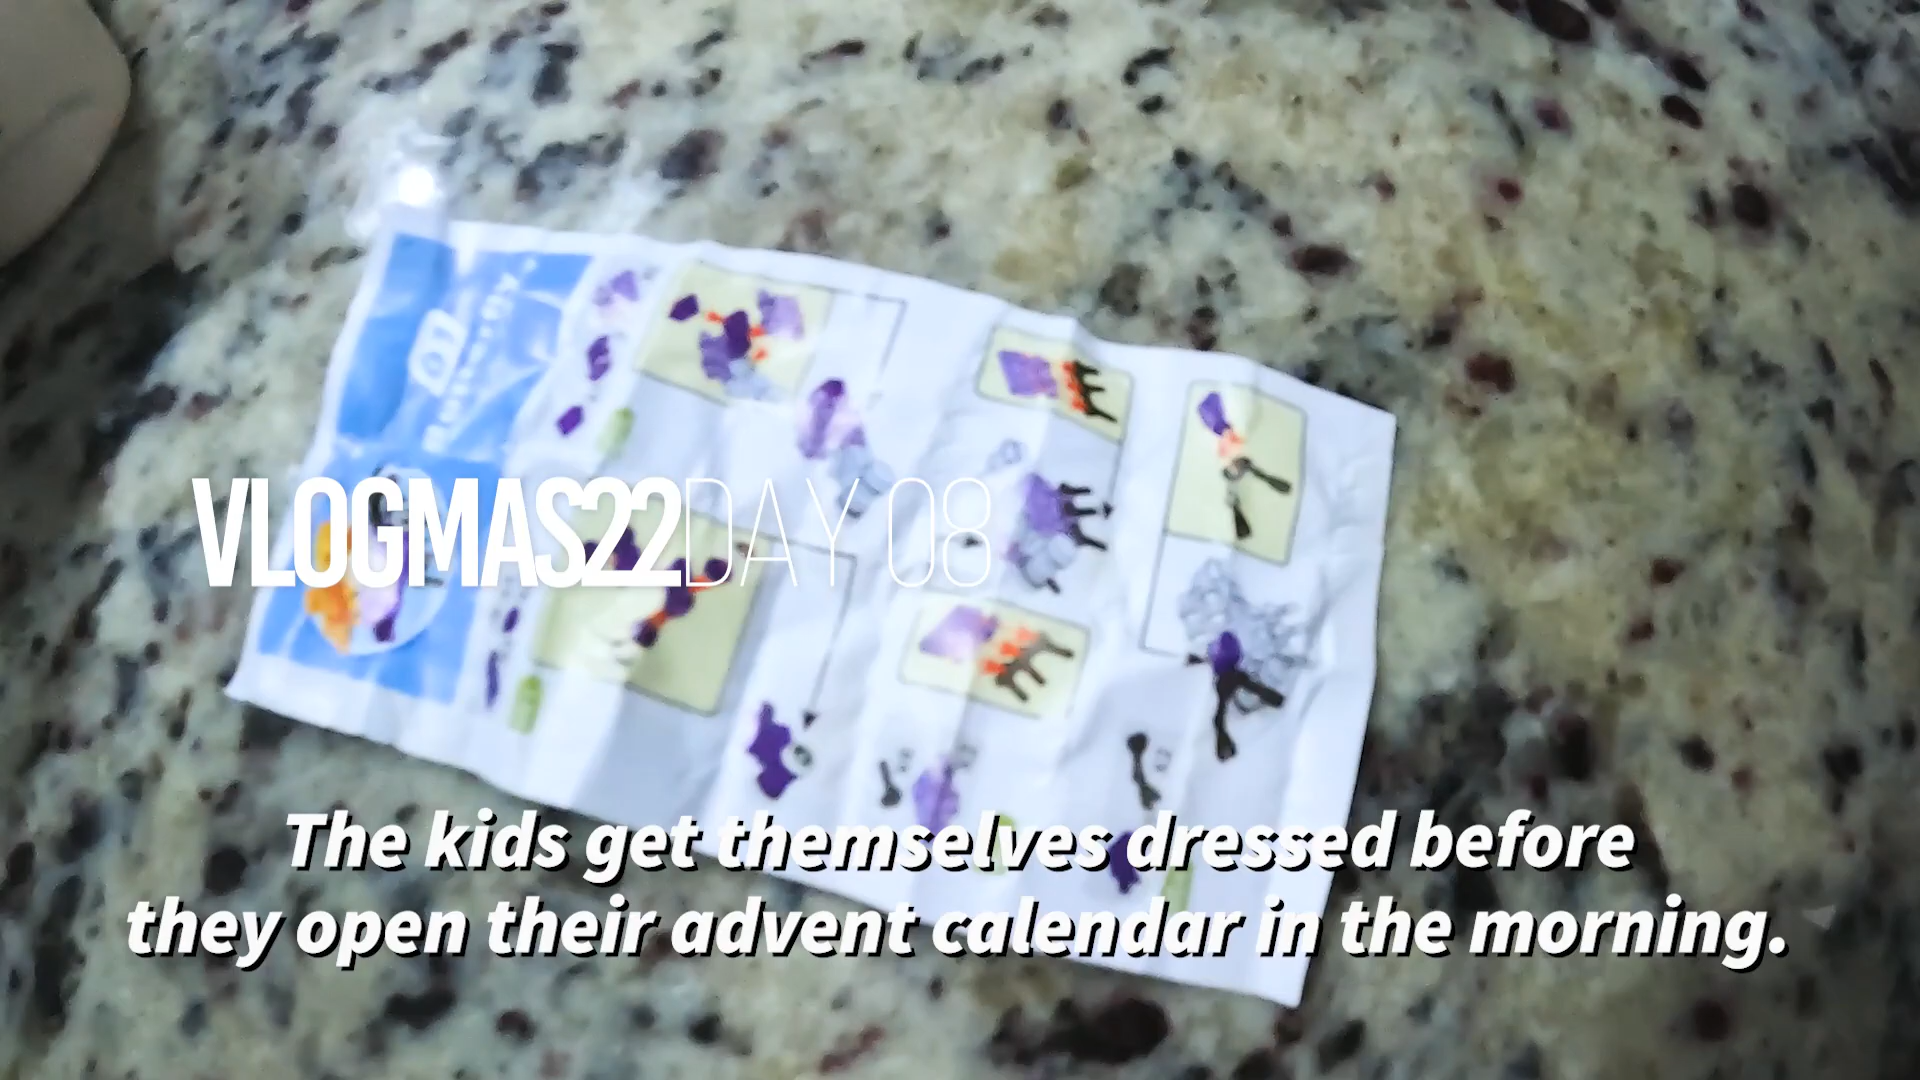 VLOGMAS22DAY 08
The kids get themselves dressed before
they open their advent calendar in the morning.